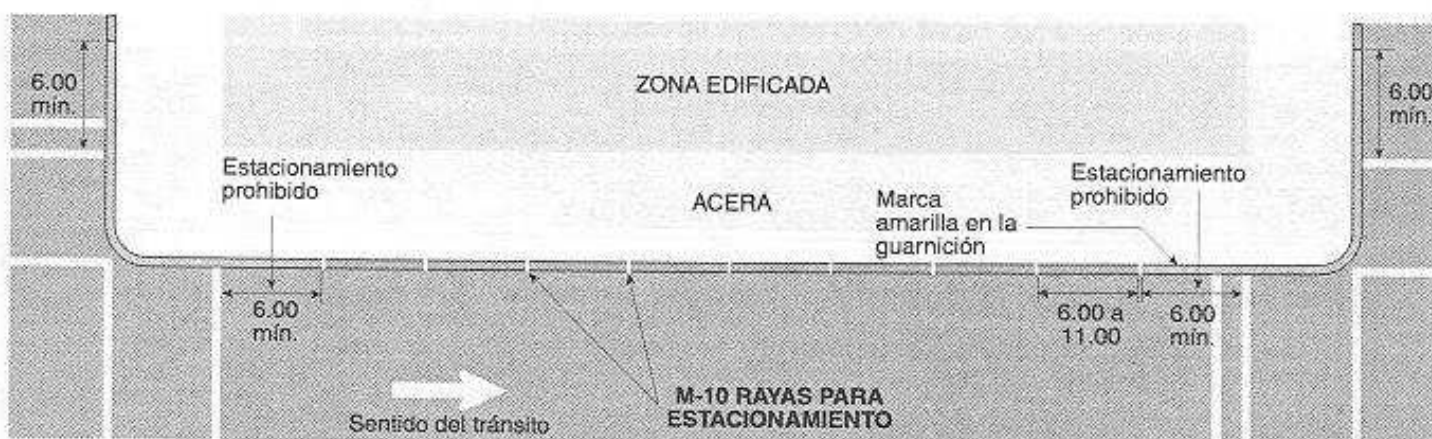 ZONA EDIFICADA
6.00
mín.
6.00
mín.
Estacionamiento
prohibido
ACERA
Marca
amarilla en la
guarnición
Estacionamiento
prohibido
6.00
mín.
6.00 a
11.00
6.00
mín.
Sentido del tránsito
M-10 RAYAS PARA
ESTACIONAMIENTO